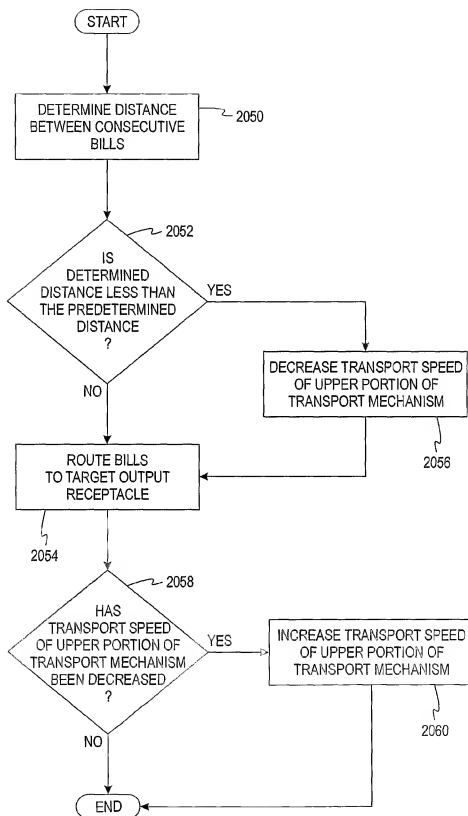 START
DETERMINE DISTANCE
BETWEEN CONSECUTIVE
BILLS
2050
2052
IS
DETERMINED
DISTANCE LESS THAN
THE PREDETERMINED
DISTANCE
?
YES
NO
DECREASE TRANSPORT SPEED
OF UPPER PORTION OF
TRANSPORT MECHANISM
2056
ROUTE BILLS
TO TARGET OUTPUT
RECEPTACLE
2054
2058
HAS
TRANSPORT SPEED
OF UPPER PORTION OF
TRANSPORT MECHANISM
BEEN DECREASED
?
YES
NO
INCREASE TRANSPORT SPEED
OF UPPER PORTION OF
TRANSPORT MECHANISM
2060
END